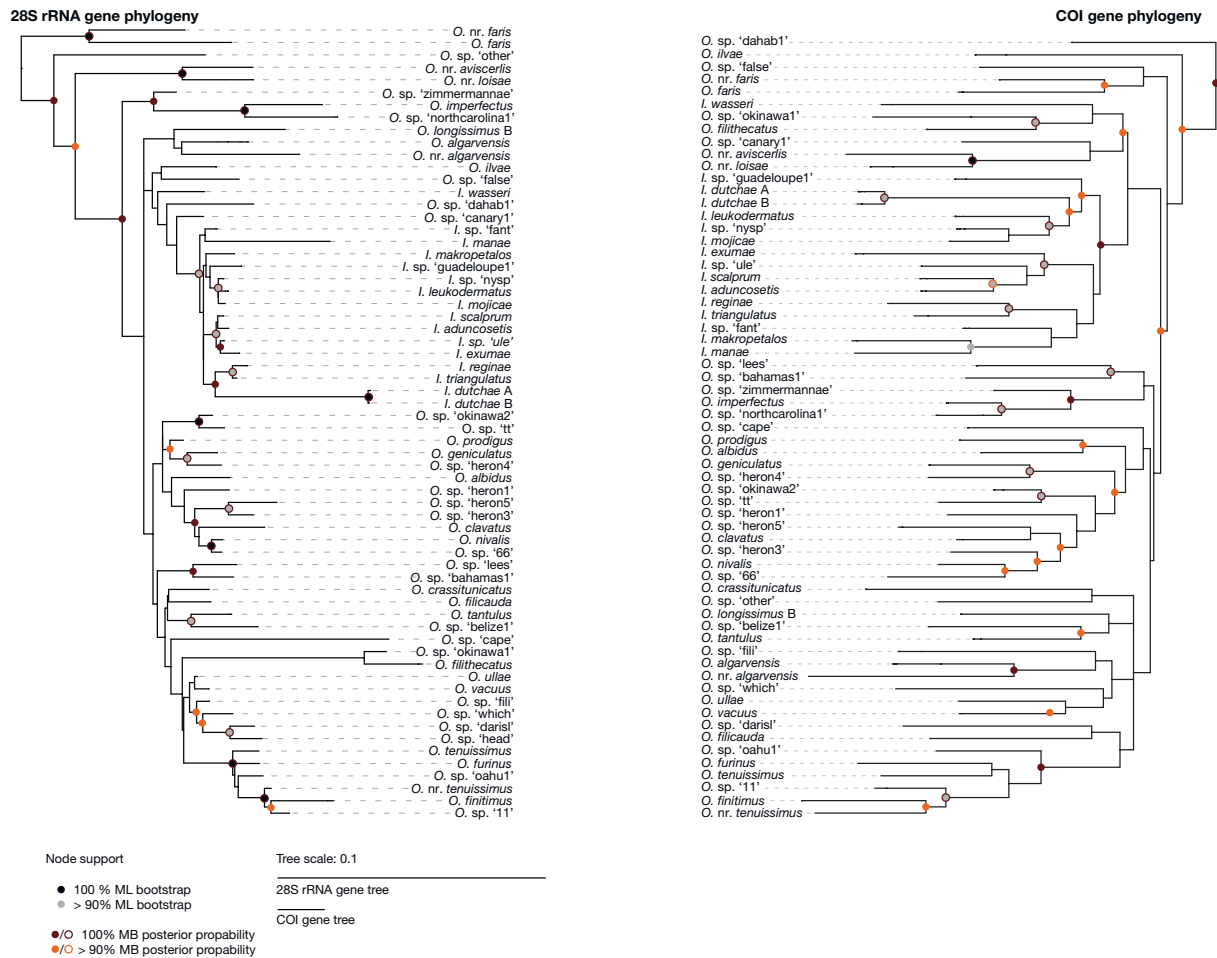 28S rRNA gene phylogeny
O. nr. faris
O. faris
O. sp. ‘other’
O. nr. aviscerlis
O. nr. loisae
O. sp. ‘zimmermannae’
O. imperfectus
O. sp. ‘northcarolina1’
O. longissimus B
O. algarvensis
O. nr. algarvensis
O. ilvae
O. sp. ‘false’
I. wasseri
O. sp. ‘dahab1’
O. sp. ‘canary1’
I. sp. ‘fant’
I. manae
I. makropetalos
I. sp. ‘guadeloupe1’
I. sp. ‘nysp’
I. leukodermatus
I. mojicae
I. scalprum
I. aduncosetis
I. sp. ‘ule’
I. exumae
I. reginae
I. triangulatus
I. dutchae A
I. dutchae B
O. sp. ‘okinawa2’
O. sp. ‘tt’
O. prodigus
O. geniculatus
O. sp. ‘heron4’
O. albidus
O. sp. ‘heron1’
O. sp. ‘heron5’
O. sp. ‘heron3’
O. clavatus
O. nivalis
O. sp. ‘66’
O. sp. ‘lees’
O. sp. ‘bahamas1’
O. crassitunicatus
O. filicauda
O. tantulus
O. sp. ‘belize1’
O. sp. ‘cape’
O. sp. ‘okinawa1’
O. filithecatus
O. ullae
O. vacuus
O. sp. ‘fili’
O. sp. ‘which’
O. sp. ‘darisl’
O. sp. ‘head’
O. tenuissimus
O. furinus
O. sp. ‘oahu1’
O. nr. tenuissimus
O. finitimus
O. sp. ‘11’
COI gene phylogeny
O. sp. ‘dahab1’
O. ilvae
O. sp. ‘false’
O. nr. faris
O. faris
I. wasseri
O. sp. ‘okinawa1’
O. filithecatus
O. sp. ‘canary1’
O. nr. aviscerlis
O. nr. loisae
I. sp. ‘guadeloupe1’
I. dutchae A
I. dutchae B
I. leukodermatus
I. sp. ‘nysp’
I. mojicae
I. exumae
I. sp. ‘ule’
I. scalprum
I. aduncosetis
I. reginae
I. triangulatus
I. sp. ‘fant’
I. makropetalos
I. manae
O. sp. ‘lees’
O. sp. ‘bahamas1’
O. sp. ‘zimmermannae’
O. imperfectus
O. sp. ‘northcarolina1’
O. sp. ‘cape’
O. prodigus
O. albidus
O. geniculatus
O. sp. ‘heron4’
O. sp. ‘okinawa2’
O. sp. ‘tt’
O. sp. ‘heron1’
O. sp. ‘heron5’
O. clavatus
O. sp. ‘heron3’
O. nivalis
O. sp. ‘66’
O. crassitunicatus
O. sp. ‘other’
O. longissimus B
O. sp. ‘belize1’
O. tantulus
O. sp. ‘fili’
O. algarvensis
O. nr. algarvensis
O. sp. ‘which’
O. ullae
O. vacuus
O. sp. ‘darisl’
O. filicauda
O. sp. ‘oahu1’
O. furinus
O. tenuissimus
O. sp. ‘11’
O. finitimus
O. nr. tenuissimus
Node support
100 % ML bootstrap
> 90% ML bootstrap
/ 100% MB posterior propability
/ > 90% MB posterior propability
Tree scale: 0.1
28S rRNA gene tree
COI gene tree